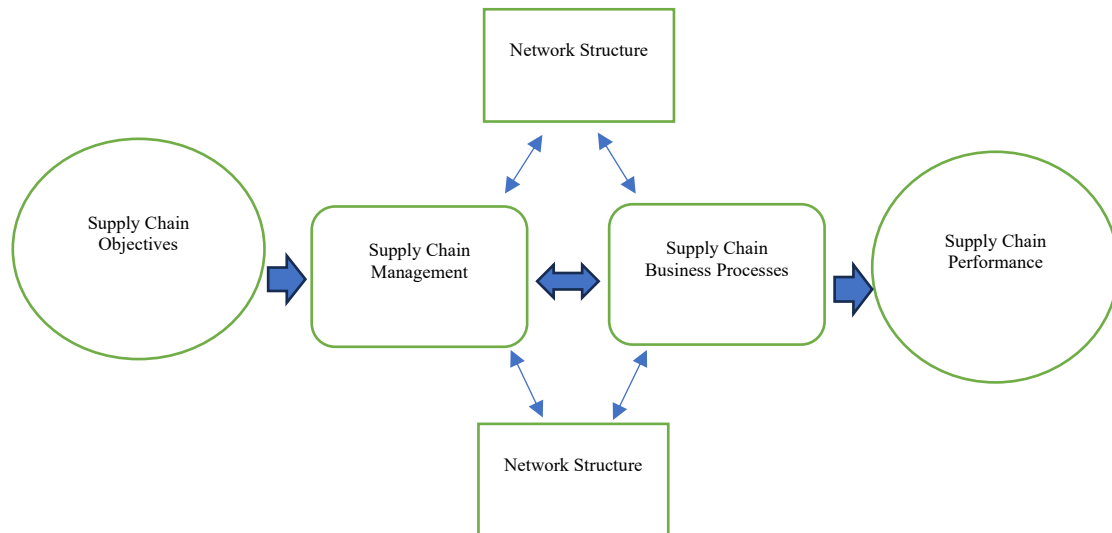 Network Structure
Supply Chain
Objectives
Supply Chain
Management
Supply Chain
Business Processes
Supply Chain
Performance
Network Structure